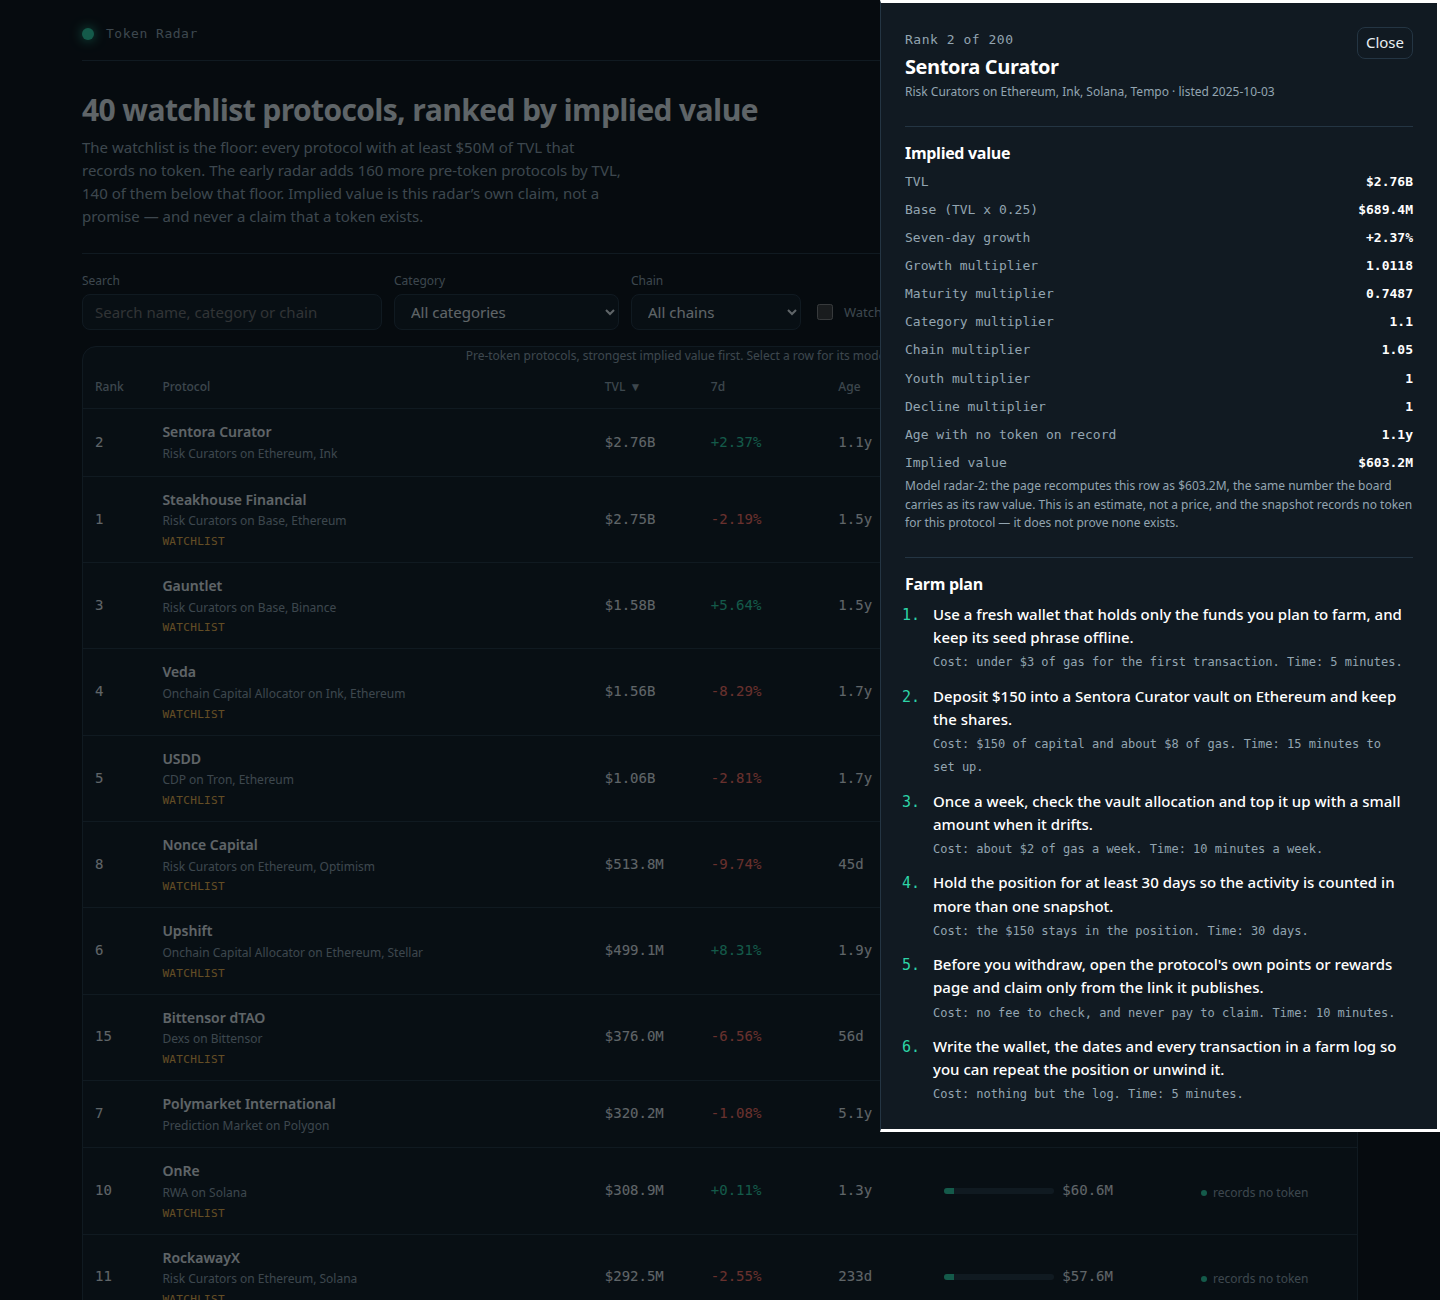 Token Radar
40 watchlist protocols, ranked by implied value
The watchlist is the floor: every protocol with at least $50M of TVL that
records no token. The early radar adds 160 more pre-token protocols by TVL,
140 of them below that floor. Implied value is this radar's own claim, not a
promise — and never a claim that a token exists.
Search
Category
Chain
Search name, category or chain
All categories
All chains
Watch
Pre-token protocols, strongest implied value first. Select a row for its mod
Rank Protocol TVL ▼ 7d Age
2 Sentora Curator $2.76B +2.37% 1.1y
Risk Curators on Ethereum, Ink
1 Steakhouse Financial $2.75B -2.19% 1.5y
Risk Curators on Base, Ethereum
WATCHLIST
3 Gauntlet $1.58B +5.64% 1.5y
Risk Curators on Base, Binance
WATCHLIST
4 Veda $1.56B -8.29% 1.7y
Onchain Capital Allocator on Ink, Ethereum
WATCHLIST
5 USDD $1.06B -2.81% 1.7y
CDP on Tron, Ethereum
WATCHLIST
8 Nonce Capital $513.8M -9.74% 45d
Risk Curators on Ethereum, Optimism
WATCHLIST
6 Upshift $499.1M +8.31% 1.9y
Onchain Capital Allocator on Ethereum, Stellar
WATCHLIST
15 Bittensor dTAO $376.0M -6.56% 56d
Dexs on Bittensor
WATCHLIST
7 Polymarket International $320.2M -1.08% 5.1y
Prediction Market on Polygon
10 OnRe $308.9M +0.11% 1.3y $60.6M records no token
RWA on Solana
WATCHLIST
11 RockawayX $292.5M -2.55% 233d $57.6M records no token
Risk Curators on Ethereum, Solana
WATCHLIST
Rank 2 of 200
Close
Sentora Curator
Risk Curators on Ethereum, Ink, Solana, Tempo · listed 2025-10-03
Implied value
TVL $2.76B
Base (TVL x 0.25) $689.4M
Seven-day growth +2.37%
Growth multiplier 1.0118
Maturity multiplier 0.7487
Category multiplier 1.1
Chain multiplier 1.05
Youth multiplier 1
Decline multiplier 1
Age with no token on record 1.1y
Implied value $603.2M
Model radar-2: the page recomputes this row as $603.2M, the same number the board
carries as its raw value. This is an estimate, not a price, and the snapshot records no token
for this protocol — it does not prove none exists.
Farm plan
1. Use a fresh wallet that holds only the funds you plan to farm, and
keep its seed phrase offline.
Cost: under $3 of gas for the first transaction. Time: 5 minutes.
2. Deposit $150 into a Sentora Curator vault on Ethereum and keep
the shares.
Cost: $150 of capital and about $8 of gas. Time: 15 minutes to
set up.
3. Once a week, check the vault allocation and top it up with a small
amount when it drifts.
Cost: about $2 of gas a week. Time: 10 minutes a week.
4. Hold the position for at least 30 days so the activity is counted in
more than one snapshot.
Cost: the $150 stays in the position. Time: 30 days.
5. Before you withdraw, open the protocol's own points or rewards
page and claim only from the link it publishes.
Cost: no fee to check, and never pay to claim. Time: 10 minutes.
6. Write the wallet, the dates and every transaction in a farm log so
you can repeat the position or unwind it.
Cost: nothing but the log. Time: 5 minutes.